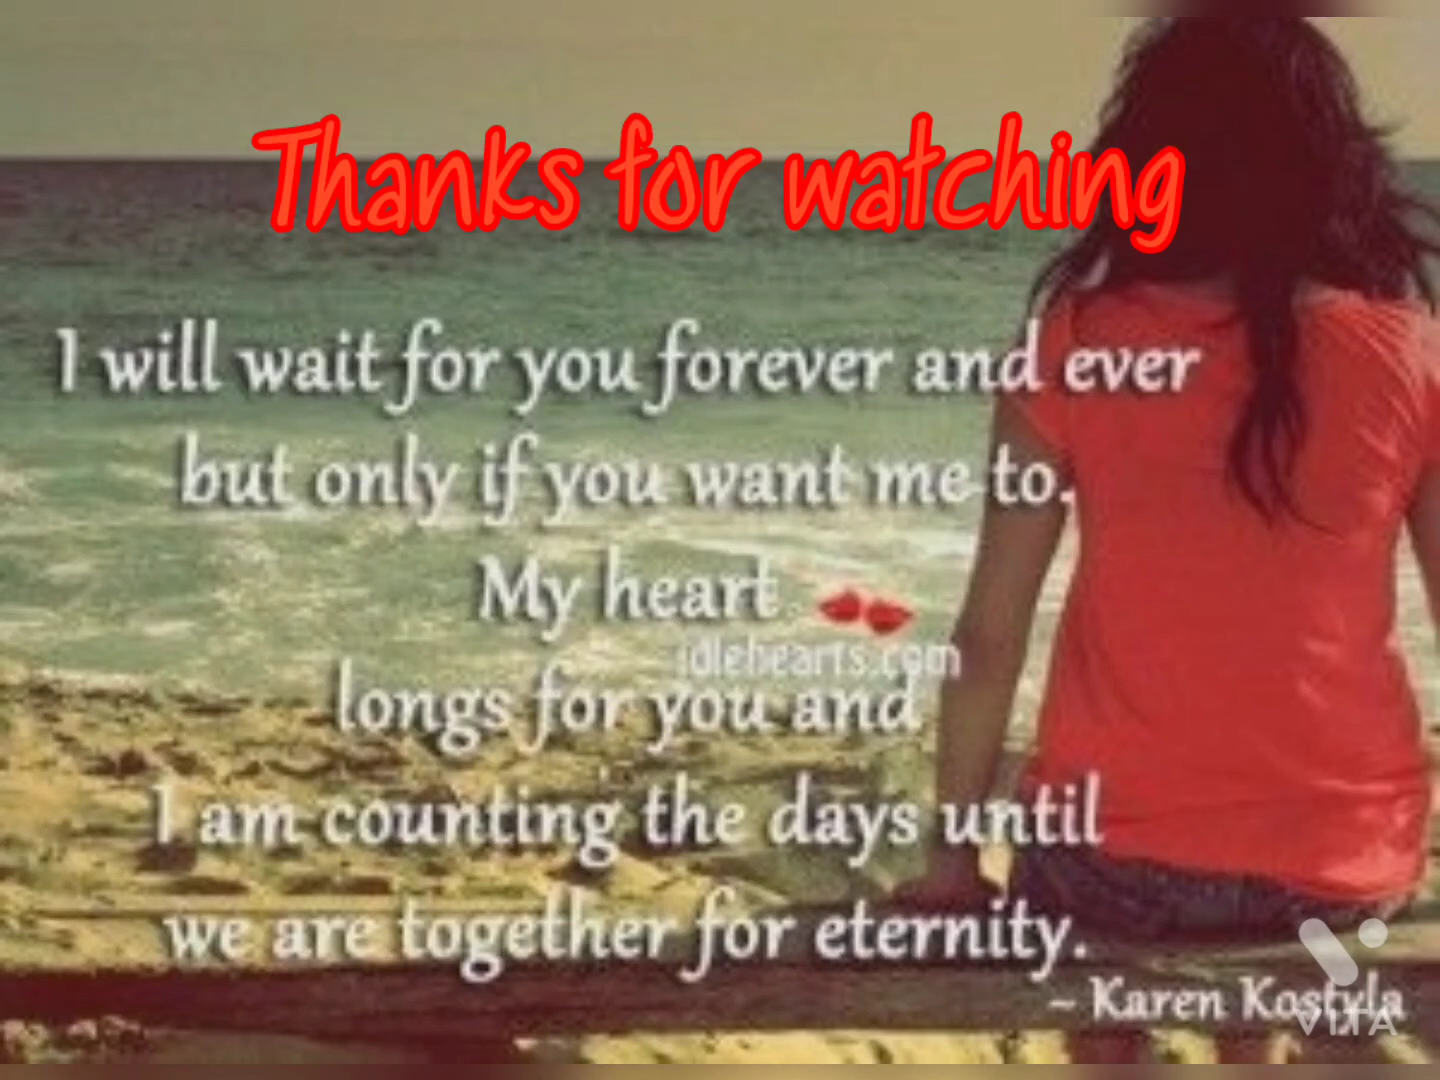 Thanks for watching
I will wait for you forever and ever
but only if you want me to.
My heart
idlehearts.com
longs for you and
I am counting the days until
we are together for eternity.
~ Karen Kostyla
VITA